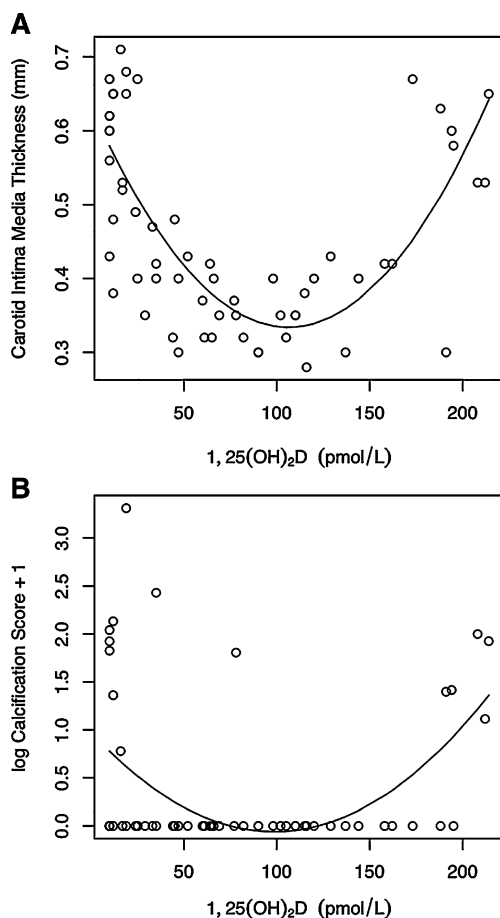 A
Carotid Intima Media Thickness (mm)
0.7
0.6
0.5
0.4
0.3
50 100 150 200
1, 25(OH)₂D (pmol/L)
B
log Calcification Score + 1
3.0
2.5
2.0
1.5
1.0
0.5
0.0
50 100 150 200
1, 25(OH)₂D (pmol/L)